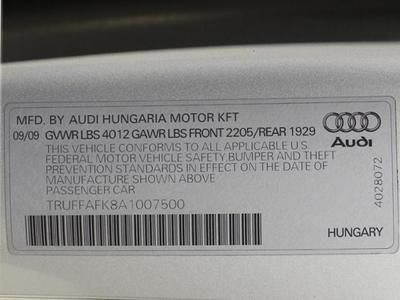 MFD. BY AUDI HUNGARIA MOTOR KFT
09/09 GVWR LBS 4012 GAWR LBS FRONT 2205/REAR 1929
THIS VEHICLE CONFORMS TO ALL APPLICABLE U.S.
FEDERAL MOTOR VEHICLE SAFETY, BUMPER AND THEFT
PREVENTION STANDARDS IN EFFECT ON THE DATE OF
MANUFACTURE SHOWN ABOVE.
PASSENGER CAR
TRUFFAFK8A1007500
Audi
4028072
HUNGARY